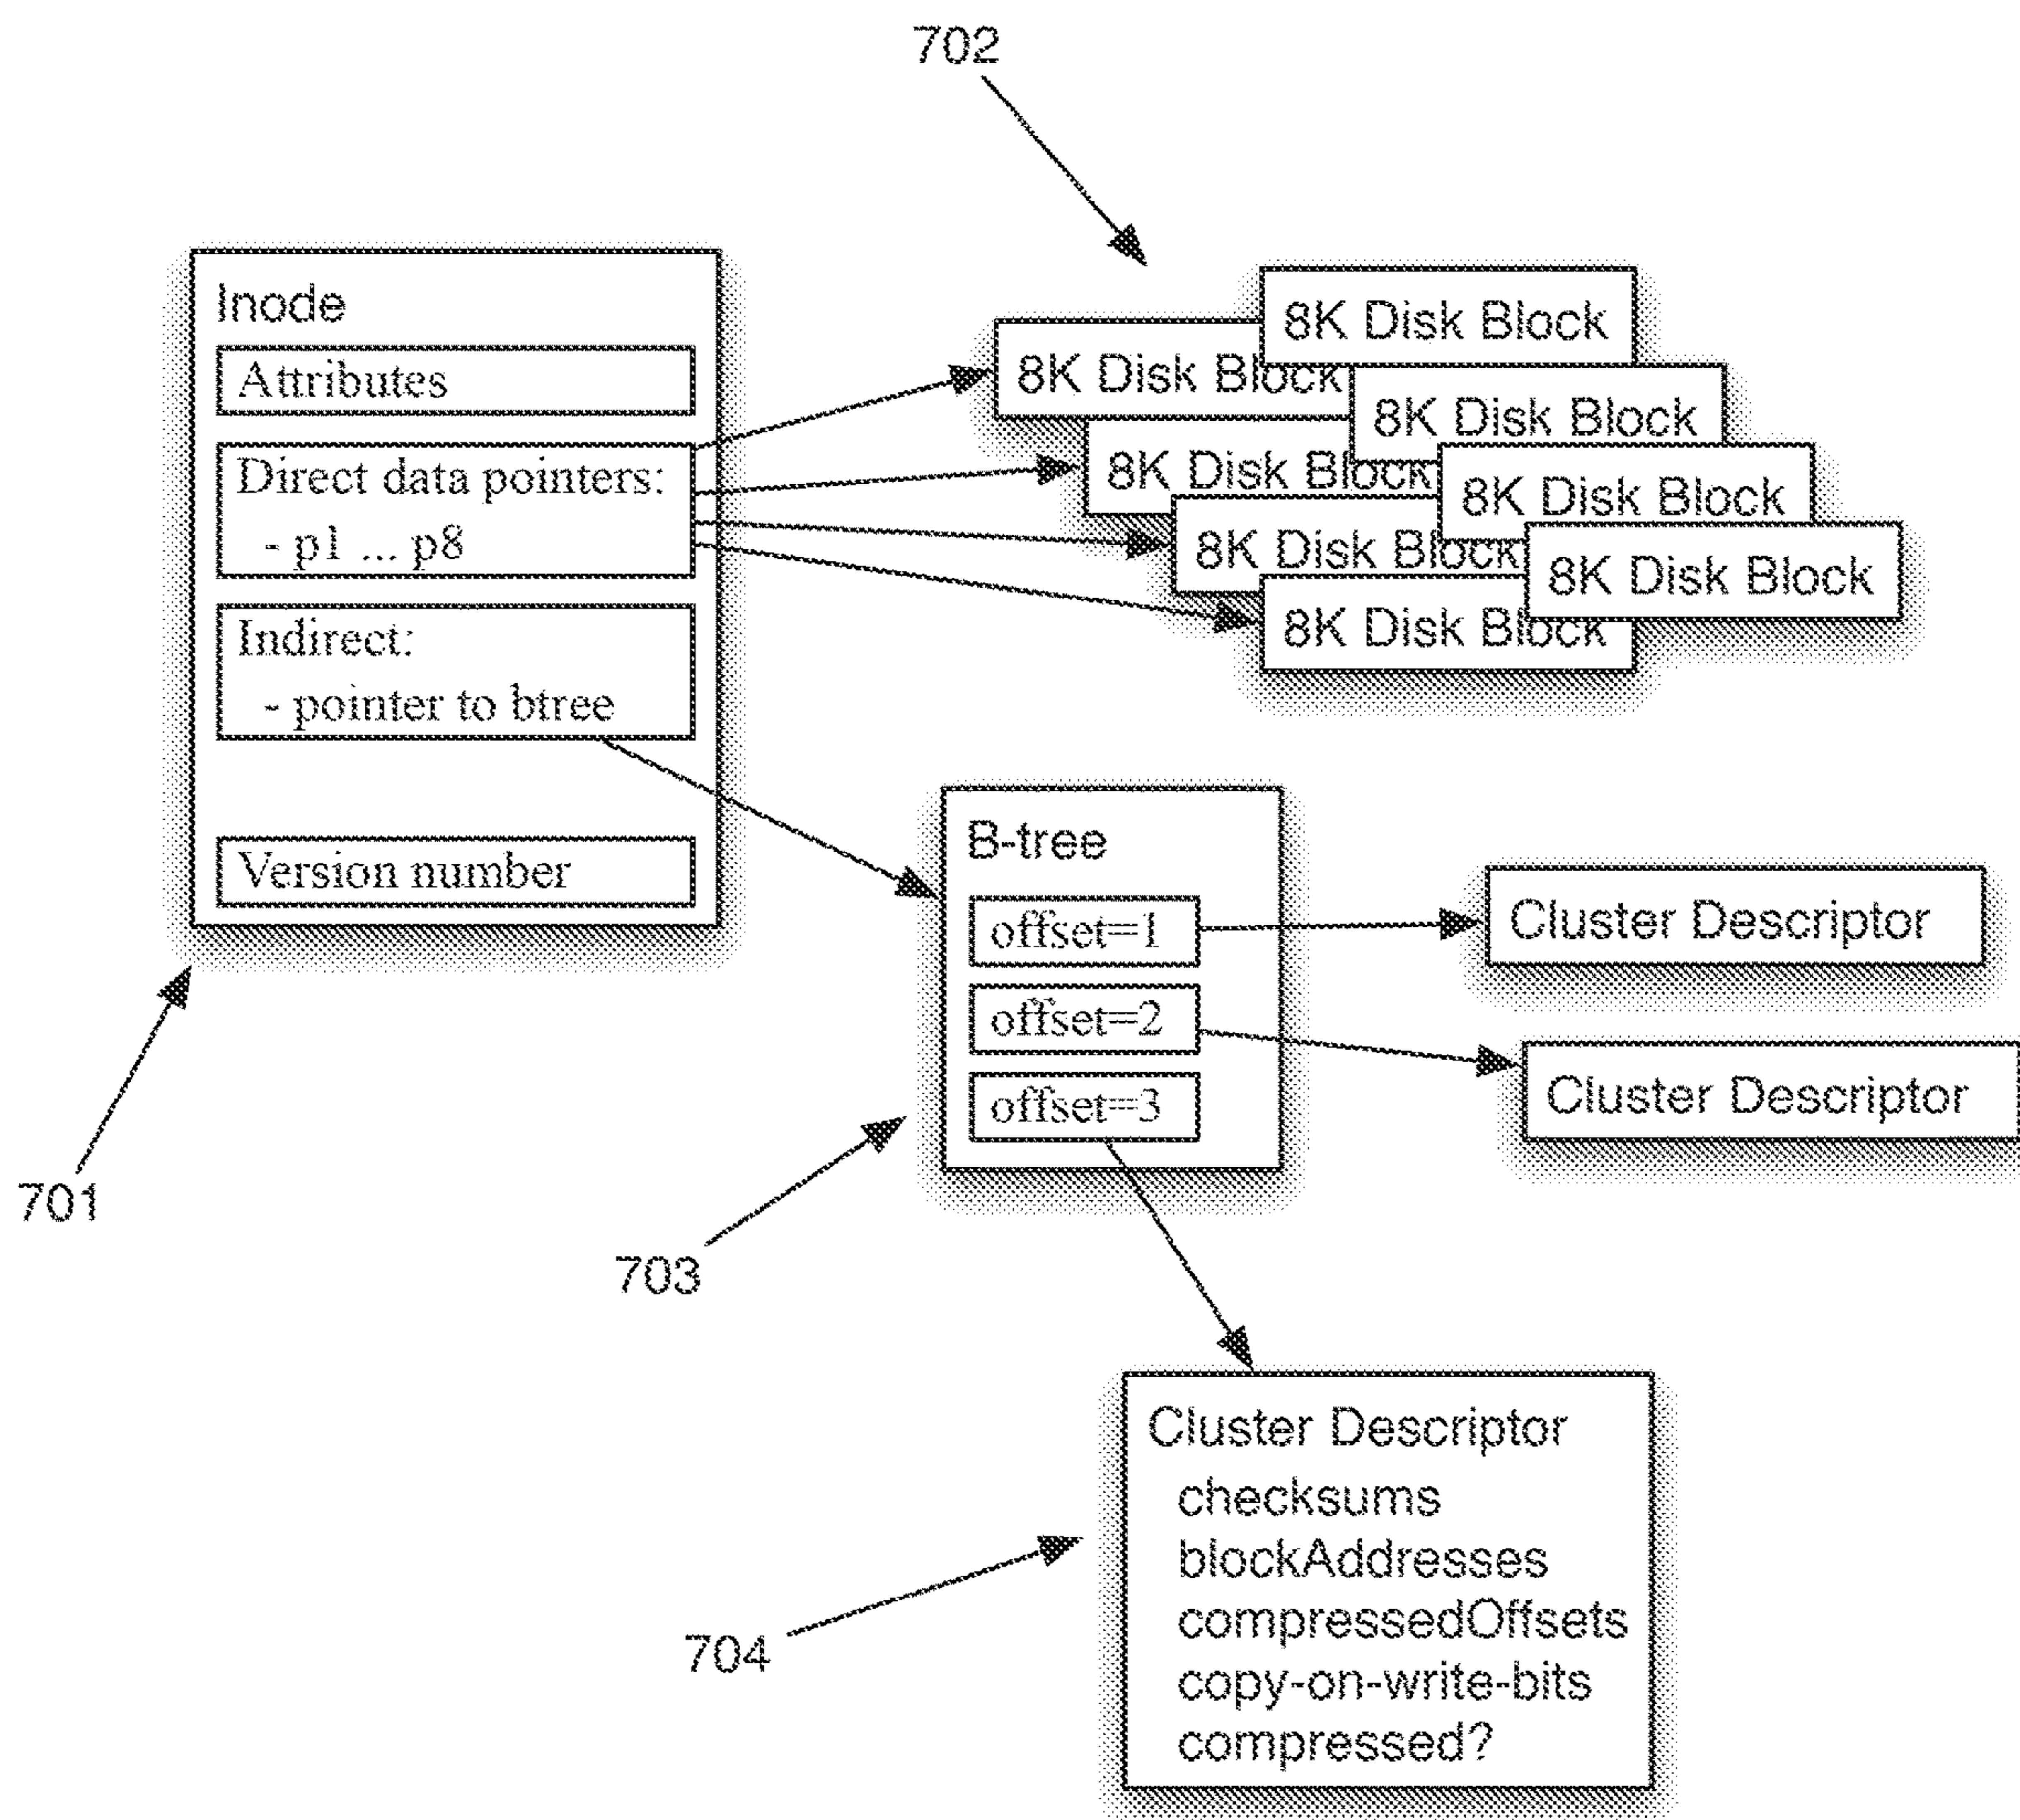 702
Inode
Attributes
Direct data pointers:
- p1 ... p8
Indirect:
- pointer to btree
Version number
701
8K Disk Block
8K Disk Block
8K Disk Block
8K Disk Block
8K Disk Block
8K Disk Block
8K Disk Block
8K Disk Block
B-tree
offset=1
offset=2
offset=3
703
Cluster Descriptor
Cluster Descriptor
704
Cluster Descriptor
checksums
blockAddresses
compressedOffsets
copy-on-write-bits
compressed?